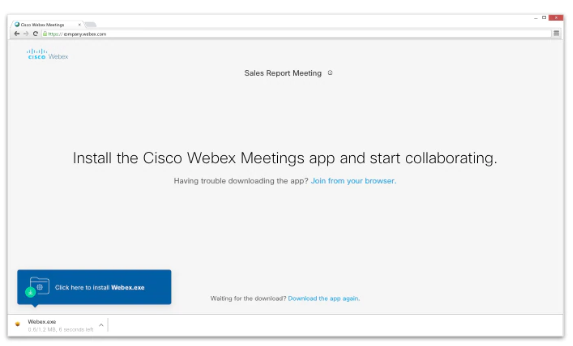 Cisco Webex Meetings
https://company.webex.com
CISCO Webex
Sales Report Meeting
Install the Cisco Webex Meetings app and start collaborating.
Having trouble downloading the app? Join from your browser.
Click here to install Webex.exe
Waiting for the download? Download the app again.
Webex.exe
0.6/1.2 MB, 6 seconds left